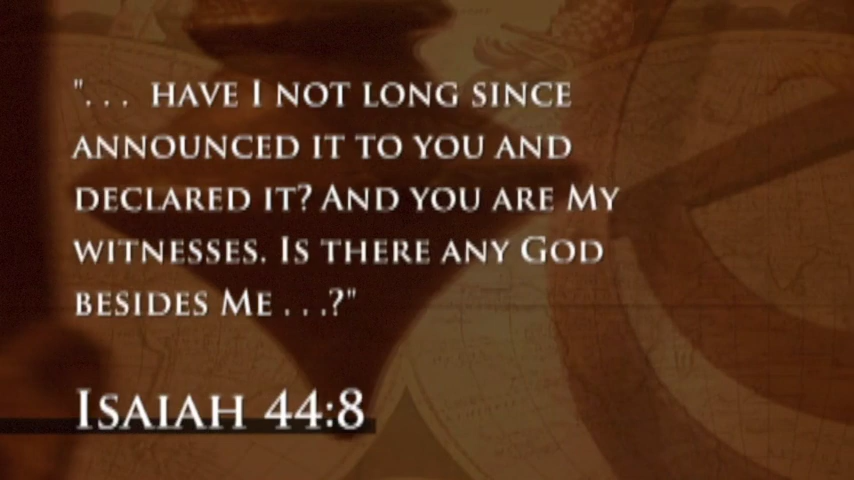 ". . . HAVE I NOT LONG SINCE
ANNOUNCED IT TO YOU AND
DECLARED IT? AND YOU ARE MY
WITNESSES. IS THERE ANY GOD
BESIDES ME . . .?"
ISAIAH 44:8